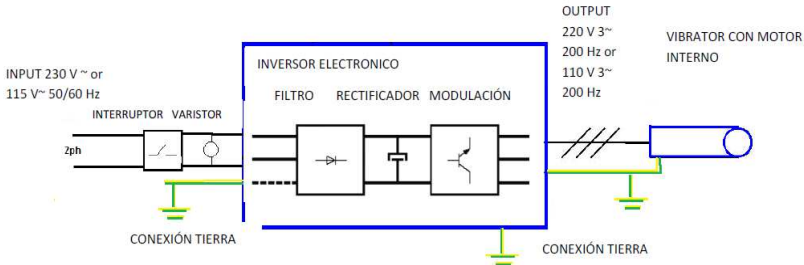 INPUT 230 V ~ or
115 V~ 50/60 Hz
INTERRUPTOR VARISTOR
2ph
CONEXIÓN TIERRA
INVERSOR ELECTRONICO
FILTRO RECTIFICADOR MODULACIÓN
OUTPUT
220 V 3~
200 Hz or
110 V 3~
200 Hz
VIBRATOR CON MOTOR
INTERNO
CONEXIÓN TIERRA